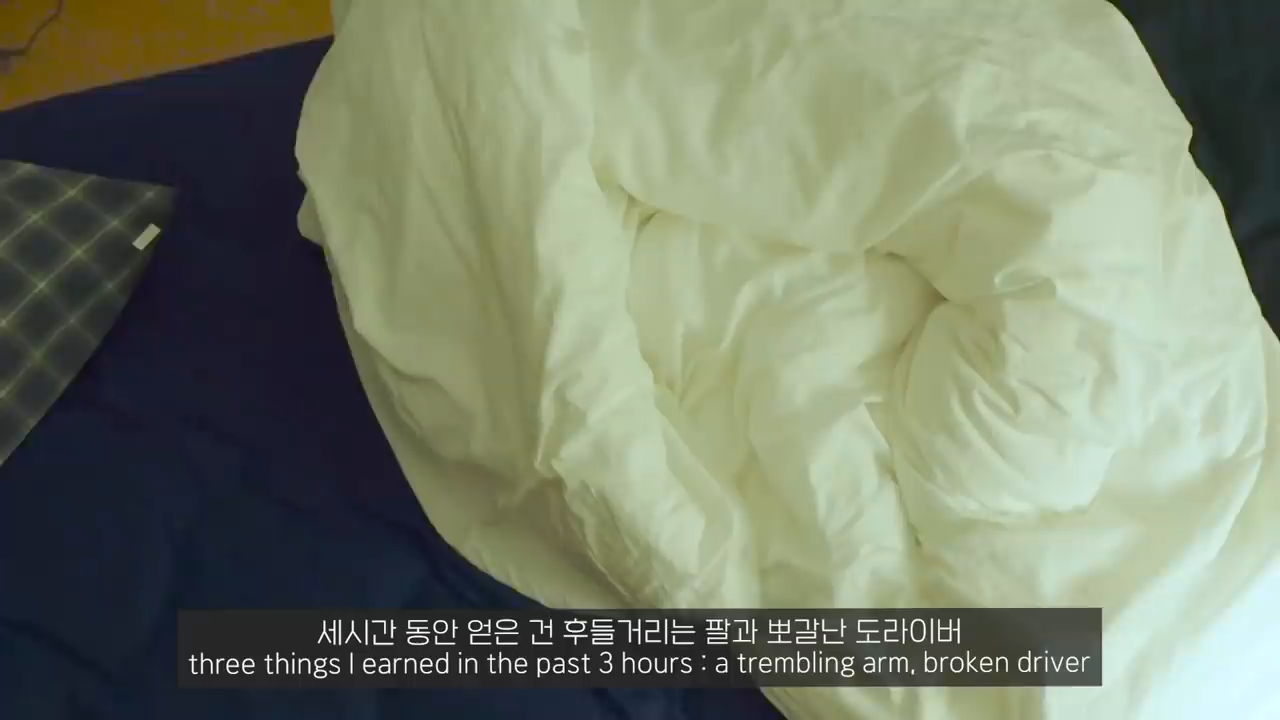 세시간 동안 얻은 건 후들거리는 팔과 뽀갈난 도라이버
three things I earned in the past 3 hours : a trembling arm, broken driver